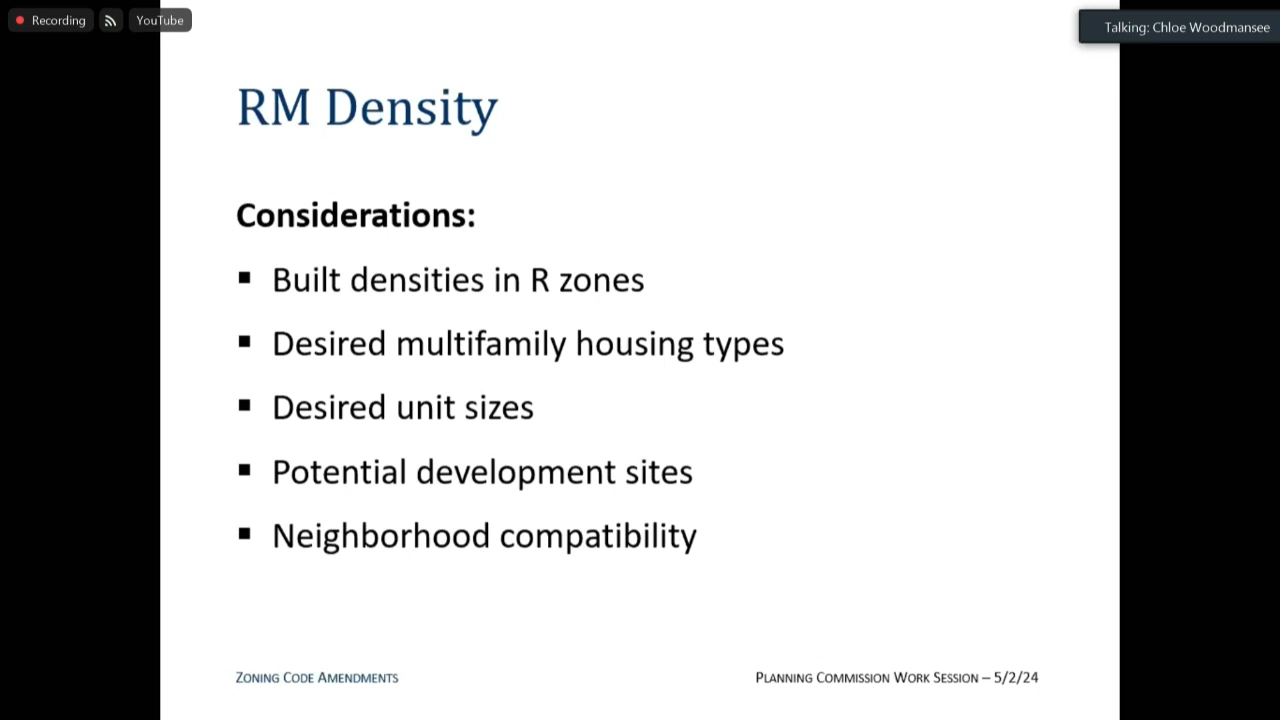 Recording
YouTube
Talking: Chloe Woodmansee
RM Density
Considerations:
▪ Built densities in R zones
▪ Desired multifamily housing types
▪ Desired unit sizes
▪ Potential development sites
▪ Neighborhood compatibility
ZONING CODE AMENDMENTS
PLANNING COMMISSION WORK SESSION – 5/2/24